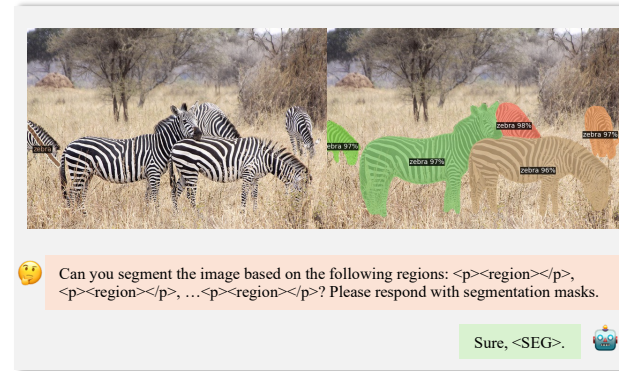 zebra
zebra 98%
zebra 97%
ebra 97%
zebra 97%
zebra 96%
Can you segment the image based on the following regions: <p><region></p>,
<p><region></p>, …<p><region></p>? Please respond with segmentation masks.
Sure, <SEG>.